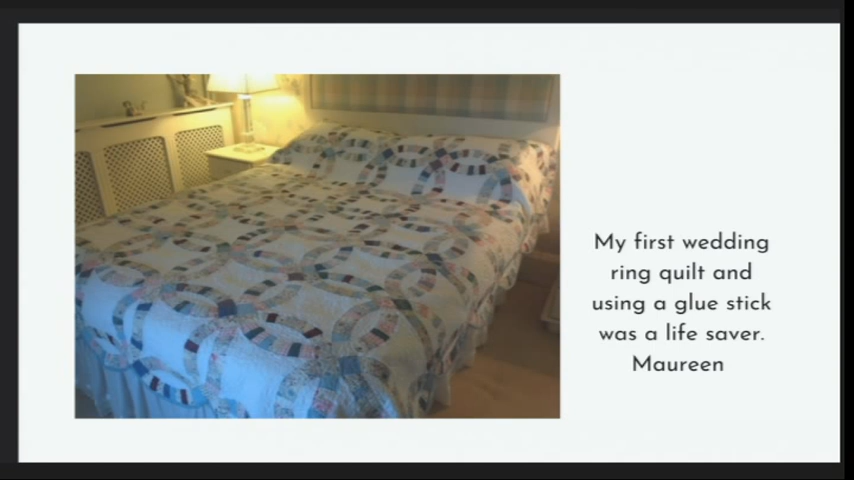 My first wedding
ring quilt and
using a glue stick
was a life saver.
Maureen